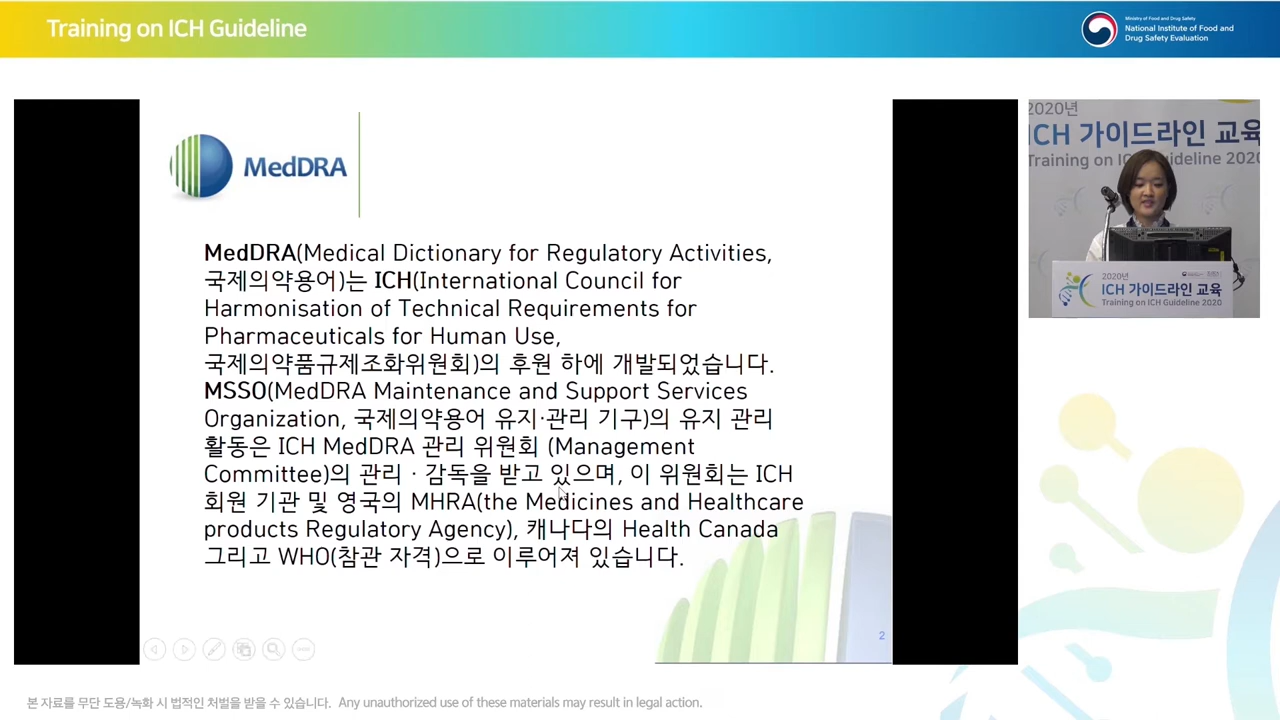 Training on ICH Guideline
Ministry of Food and Drug Safety
National Institute of Food and
Drug Safety Evaluation
MedDRA
MedDRA(Medical Dictionary for Regulatory Activities,
국제의약용어)는 ICH(International Council for
Harmonisation of Technical Requirements for
Pharmaceuticals for Human Use,
국제의약품규제조화위원회)의 후원 하에 개발되었습니다.
MSSO(MedDRA Maintenance and Support Services
Organization, 국제의약용어 유지·관리 기구)의 유지 관리
활동은 ICH MedDRA 관리 위원회 (Management
Committee)의 관리 · 감독을 받고 있으며, 이 위원회는 ICH
회원 기관 및 영국의 MHRA(the Medicines and Healthcare
products Regulatory Agency), 캐나다의 Health Canada
그리고 WHO(참관 자격)으로 이루어져 있습니다.
2
2020년
ICH 가이드라인 교육
Training on ICH Guideline 2020
2020년
ICH 가이드라인 교육
Training on ICH Guideline 2020
본 자료를 무단 도용/녹화 시 법적인 처벌을 받을 수 있습니다. Any unauthorized use of these materials may result in legal action.